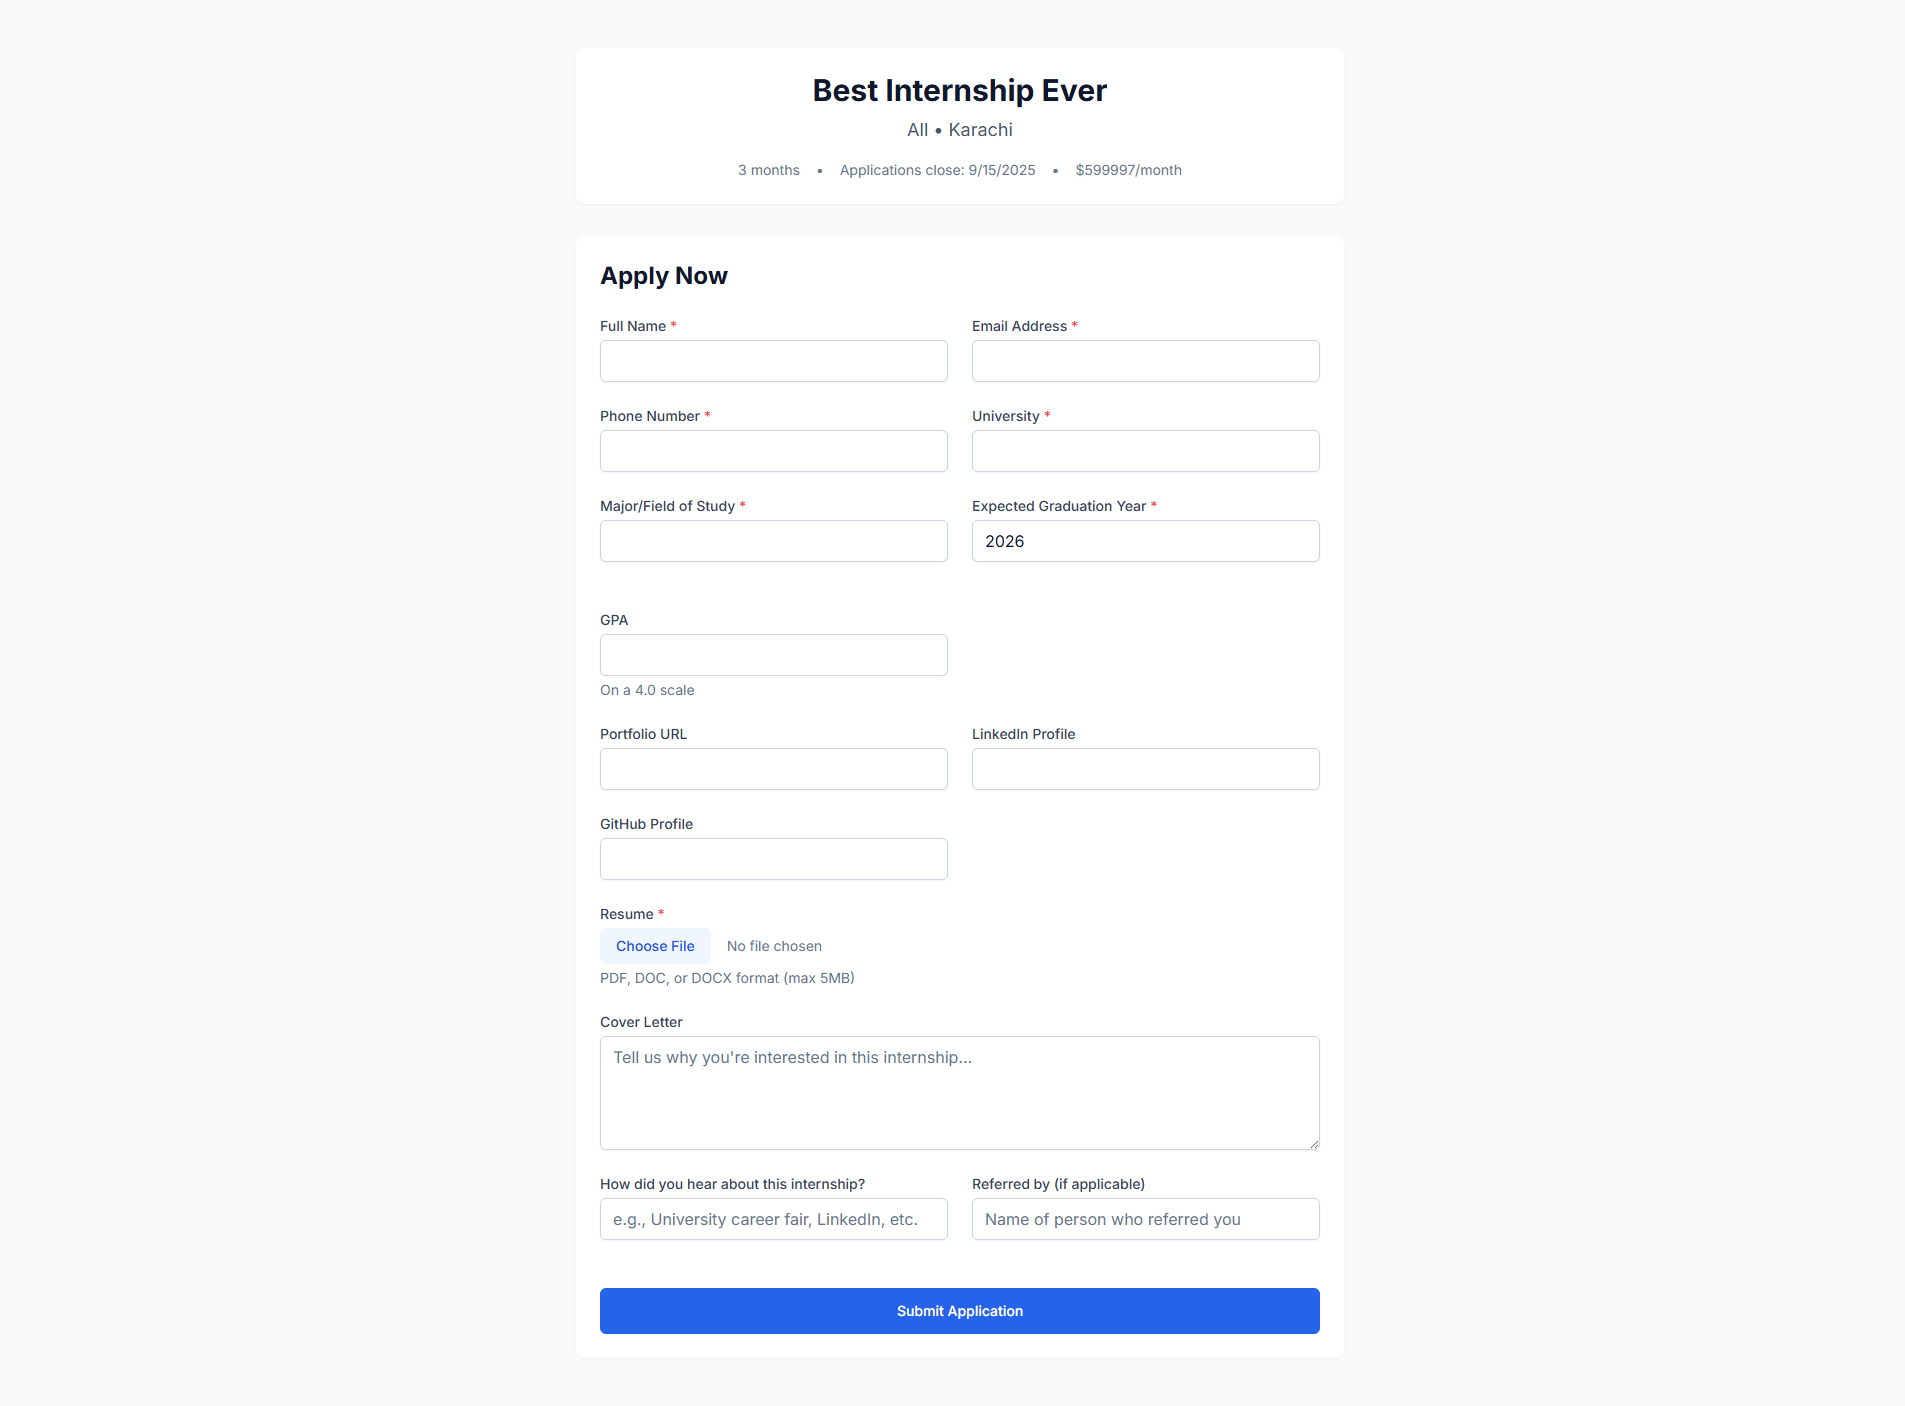 Best Internship Ever
All • Karachi
3 months • Applications close: 9/15/2025 • $599997/month
Apply Now
Full Name *
Email Address *
Phone Number *
University *
Major/Field of Study *
Expected Graduation Year *
2026
GPA
On a 4.0 scale
Portfolio URL
LinkedIn Profile
GitHub Profile
Resume *
Choose File No file chosen
PDF, DOC, or DOCX format (max 5MB)
Cover Letter
Tell us why you're interested in this internship...
How did you hear about this internship?
e.g., University career fair, LinkedIn, etc.
Referred by (if applicable)
Name of person who referred you
Submit Application